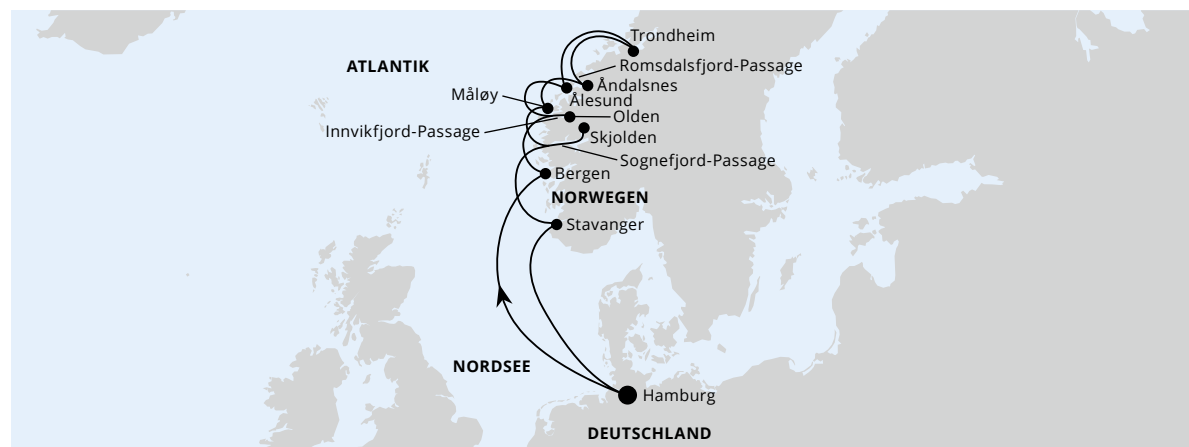 Trondheim
ATLANTIK
Romsdalsfjord-Passage
Åndalsnes
Måløy
Ålesund
Olden
Innvikfjord-Passage
Skjolden
Sognefjord-Passage
Bergen
NORWEGEN
Stavanger
NORDSEE
Hamburg
DEUTSCHLAND